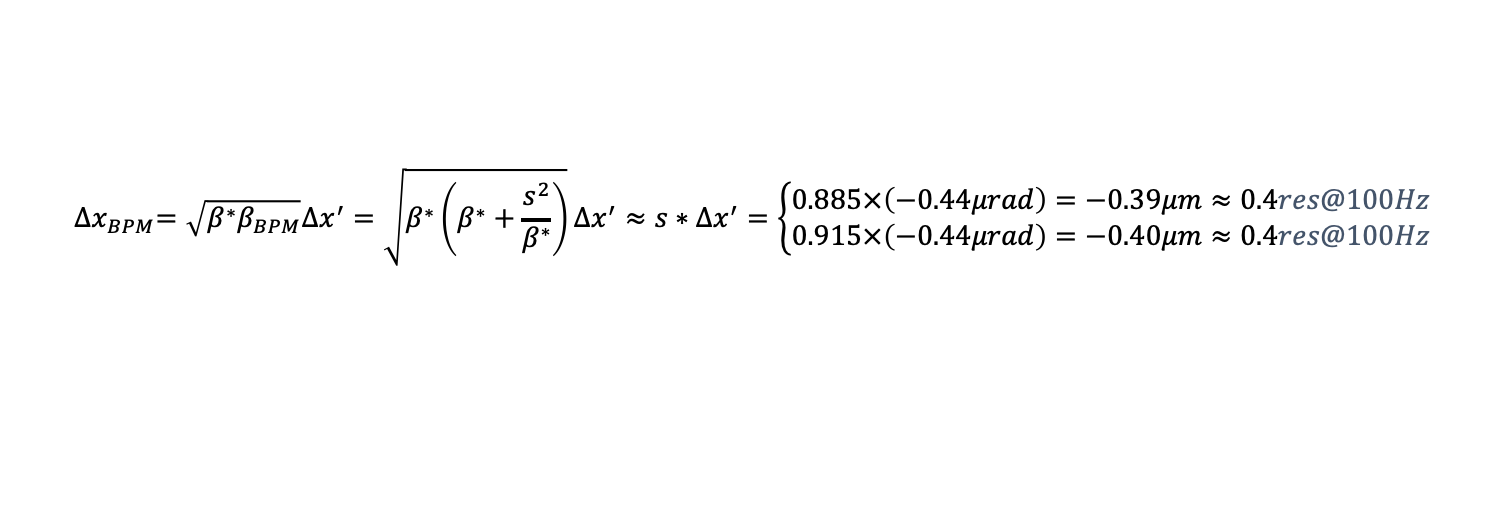 Δx_BPM = √(β*β_BPM) Δx′ = √(β*(β* + s²/β*)) Δx′ ≈ s * Δx′ = {0.885×(−0.44μrad) = −0.39μm ≈ 0.4res@100Hz
0.915×(−0.44μrad) = −0.40μm ≈ 0.4res@100Hz